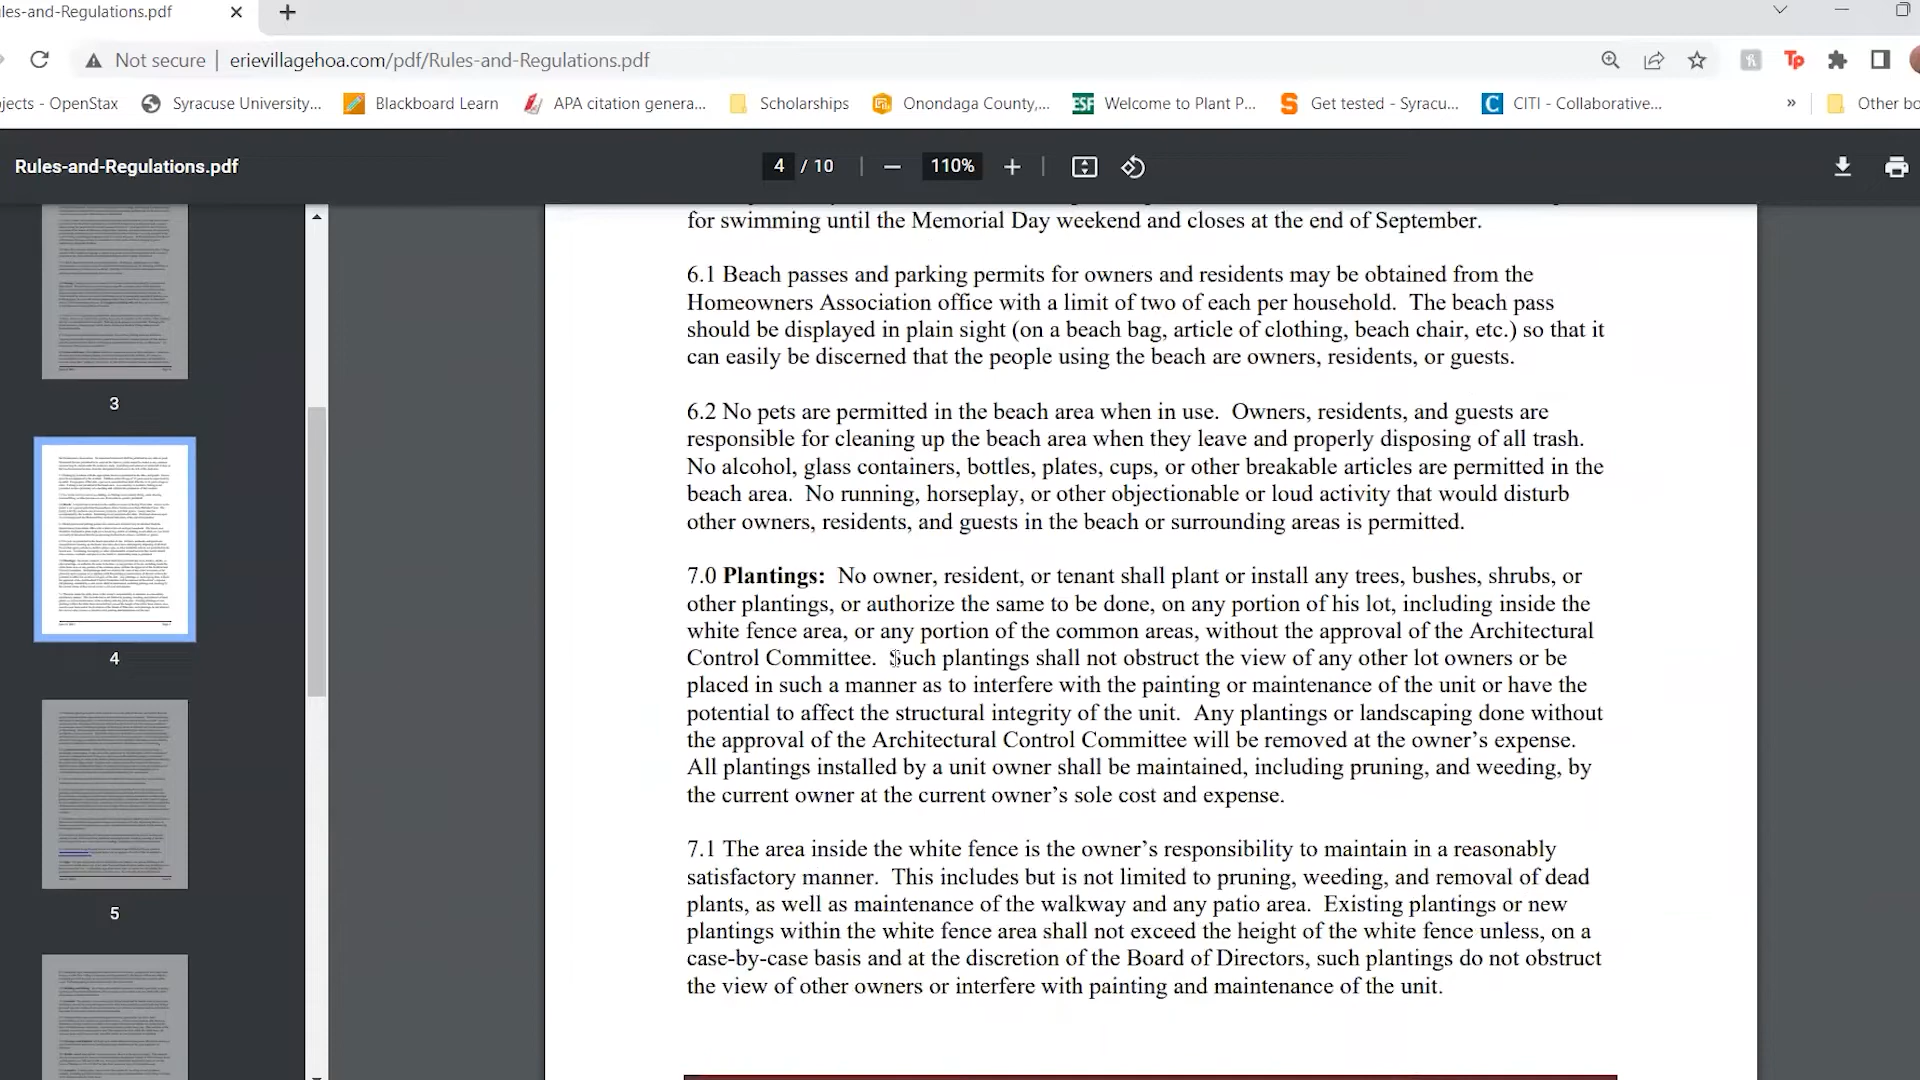 les-and-Regulations.pdf
Not secure
erievillagehoa.com/pdf/Rules-and-Regulations.pdf
Tp
jects - OpenStax
Syracuse University...
Blackboard Learn
APA citation genera...
Scholarships
Onondaga County,...
ESF
Welcome to Plant P...
S
Get tested - Syracu...
C
CITI - Collaborative...
»
Other bo
Rules-and-Regulations.pdf
4 / 10
110%
3
4
5
for swimming until the Memorial Day weekend and closes at the end of September.
6.1 Beach passes and parking permits for owners and residents may be obtained from the
Homeowners Association office with a limit of two of each per household. The beach pass
should be displayed in plain sight (on a beach bag, article of clothing, beach chair, etc.) so that it
can easily be discerned that the people using the beach are owners, residents, or guests.
6.2 No pets are permitted in the beach area when in use. Owners, residents, and guests are
responsible for cleaning up the beach area when they leave and properly disposing of all trash.
No alcohol, glass containers, bottles, plates, cups, or other breakable articles are permitted in the
beach area. No running, horseplay, or other objectionable or loud activity that would disturb
other owners, residents, and guests in the beach or surrounding areas is permitted.
7.0 Plantings: No owner, resident, or tenant shall plant or install any trees, bushes, shrubs, or
other plantings, or authorize the same to be done, on any portion of his lot, including inside the
white fence area, or any portion of the common areas, without the approval of the Architectural
Control Committee. Such plantings shall not obstruct the view of any other lot owners or be
placed in such a manner as to interfere with the painting or maintenance of the unit or have the
potential to affect the structural integrity of the unit. Any plantings or landscaping done without
the approval of the Architectural Control Committee will be removed at the owner's expense.
All plantings installed by a unit owner shall be maintained, including pruning, and weeding, by
the current owner at the current owner's sole cost and expense.
7.1 The area inside the white fence is the owner's responsibility to maintain in a reasonably
satisfactory manner. This includes but is not limited to pruning, weeding, and removal of dead
plants, as well as maintenance of the walkway and any patio area. Existing plantings or new
plantings within the white fence area shall not exceed the height of the white fence unless, on a
case-by-case basis and at the discretion of the Board of Directors, such plantings do not obstruct
the view of other owners or interfere with painting and maintenance of the unit.